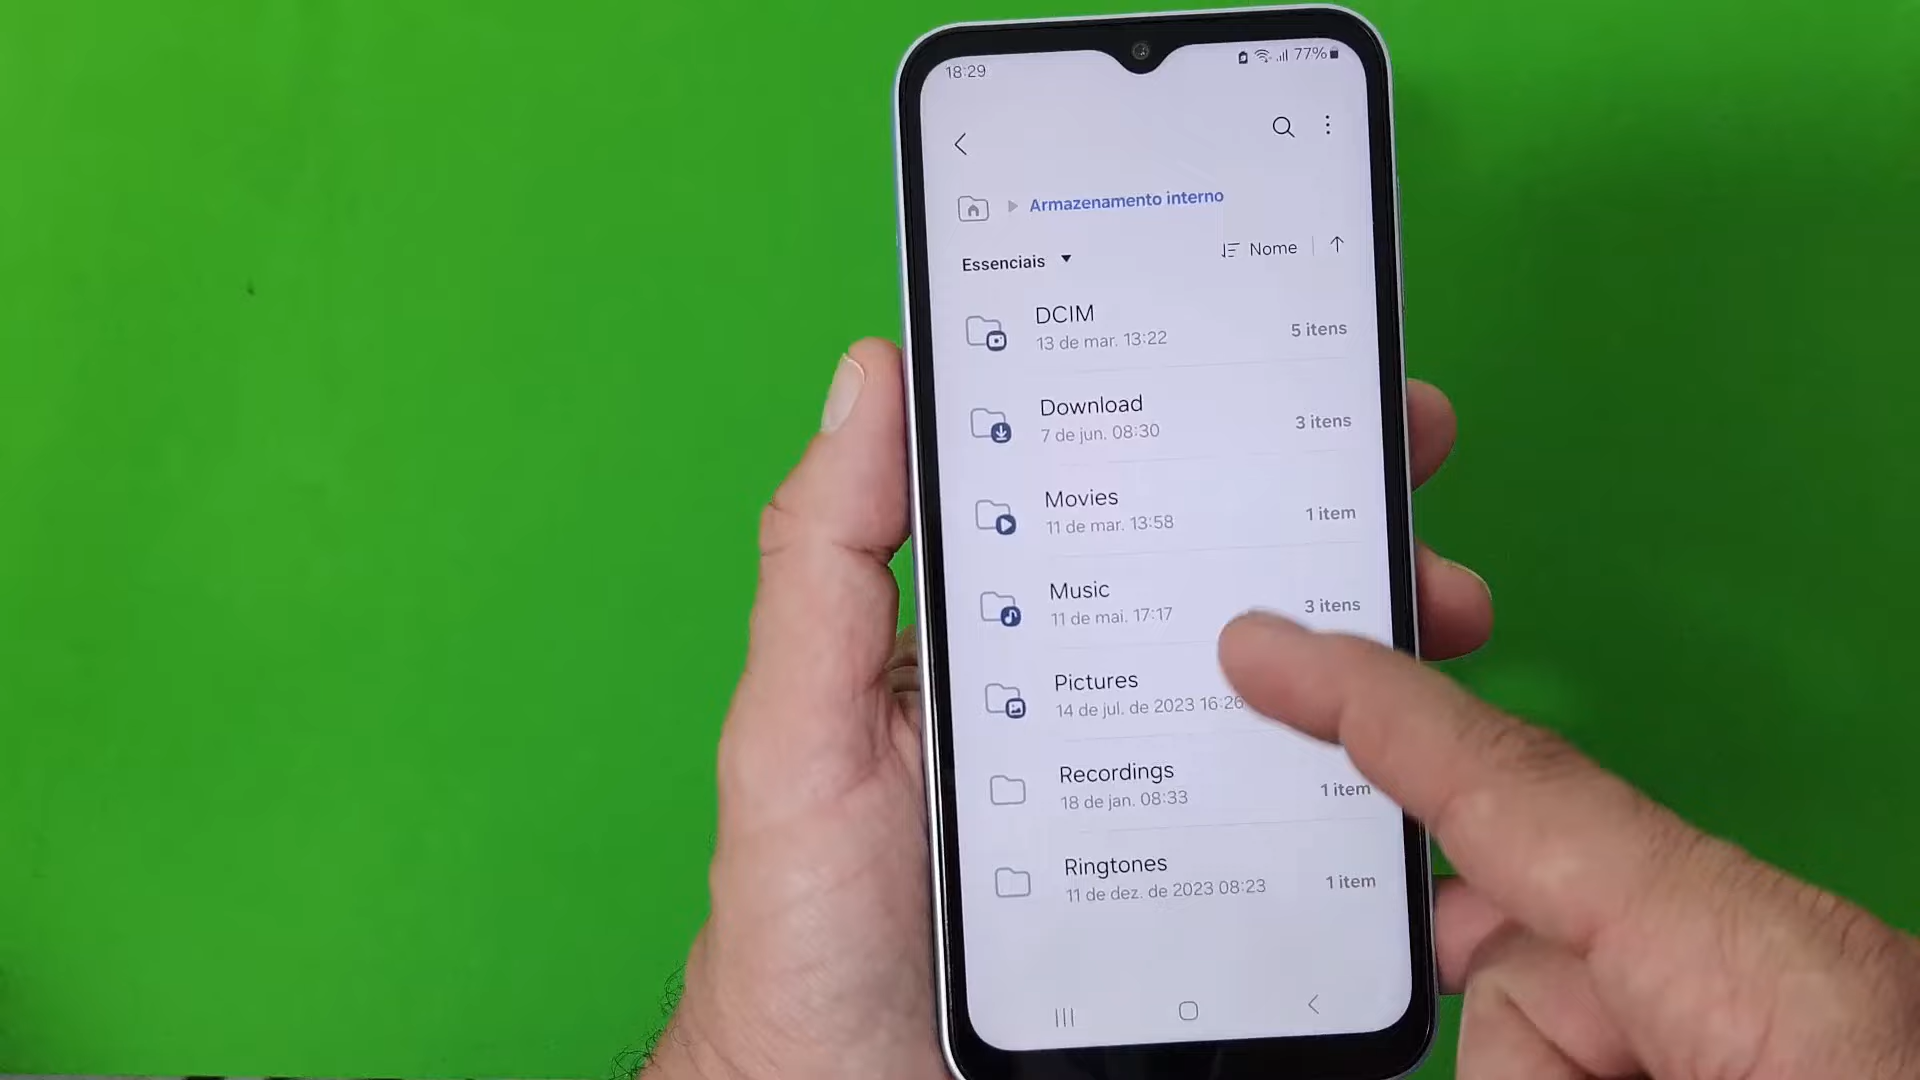 18:29 77%
Armazenamento interno
Essenciais Nome
DCIM
13 de mar. 13:22 5 itens
Download
7 de jun. 08:30 3 itens
Movies
11 de mar. 13:58 1 item
Music
11 de mai. 17:17 3 itens
Pictures
14 de jul. de 2023 16:26
Recordings
18 de jan. 08:33 1 item
Ringtones
11 de dez. de 2023 08:23 1 item